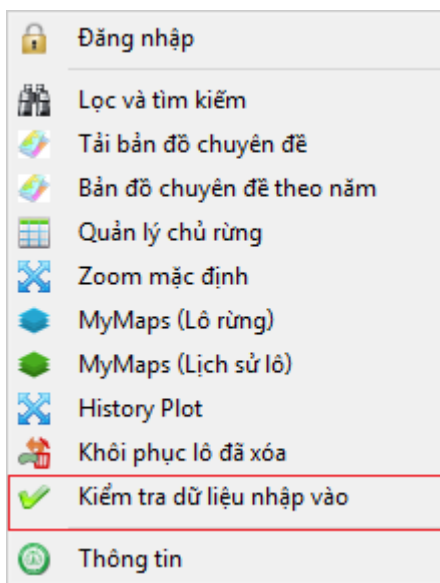 Đăng nhập
Lọc và tìm kiếm
Tải bản đồ chuyên đề
Bản đồ chuyên đề theo năm
Quản lý chủ rừng
Zoom mặc định
MyMaps (Lô rừng)
MyMaps (Lịch sử lô)
History Plot
Khôi phục lô đã xóa
Kiểm tra dữ liệu nhập vào
Thông tin